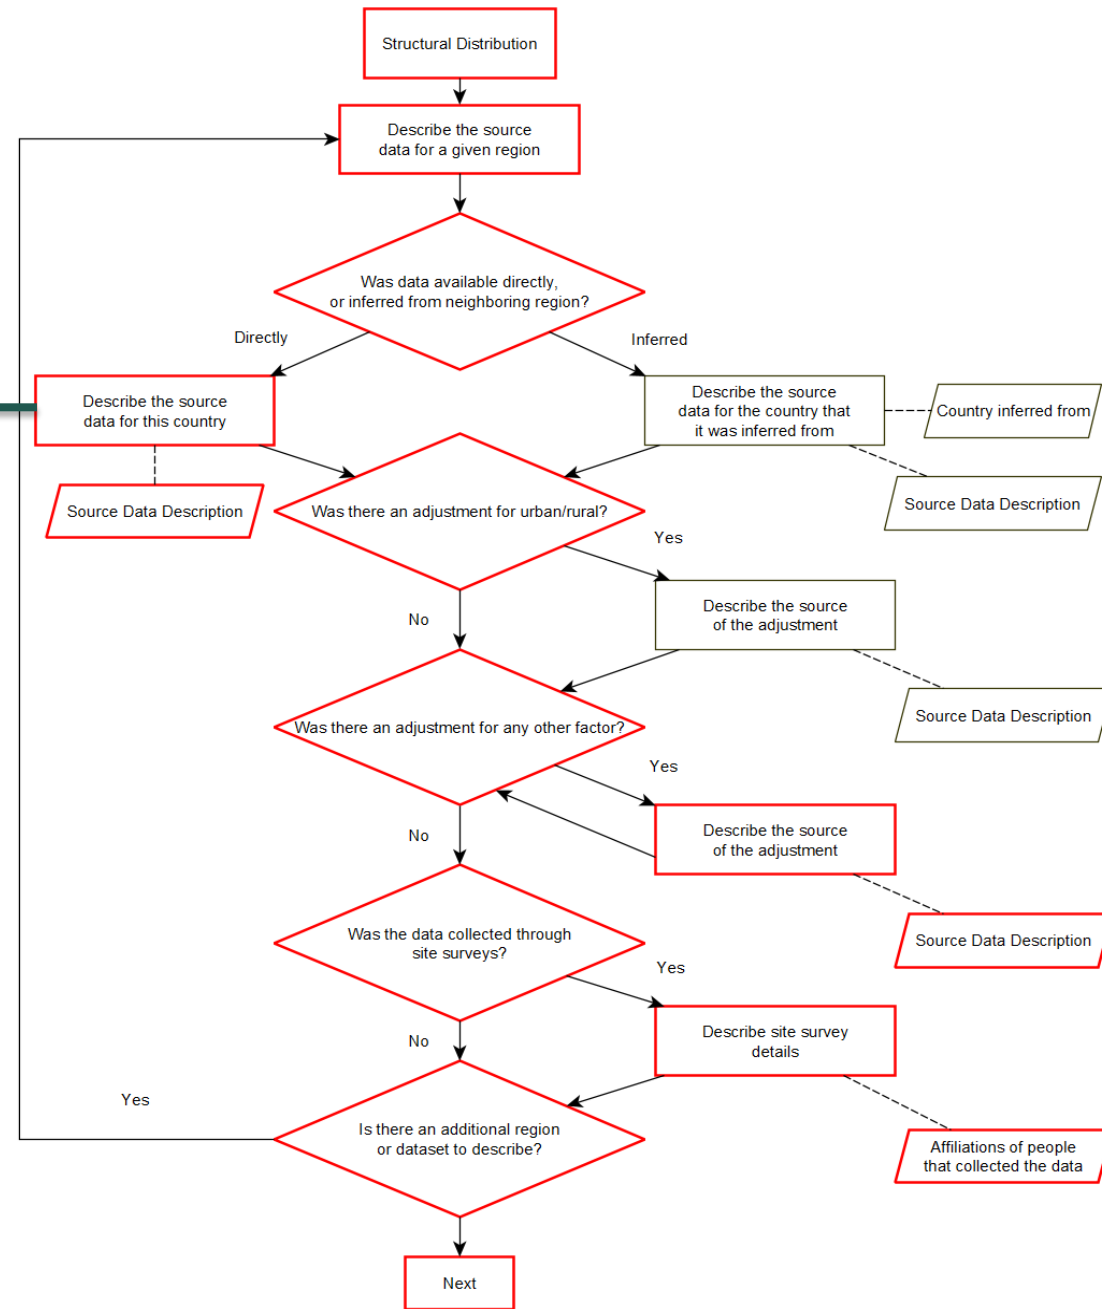 Structural Distribution
Describe the source
data for a given region
Was data available directly,
or inferred from neighboring region?
Directly
Inferred
Describe the source
data for this country
Describe the source
data for the country that
it was inferred from
Country inferred from
Source Data Description
Source Data Description
Was there an adjustment for urban/rural?
Yes
No
Describe the source
of the adjustment
Source Data Description
Was there an adjustment for any other factor?
Yes
No
Describe the source
of the adjustment
Source Data Description
Was the data collected through
site surveys?
Yes
No
Describe site survey
details
Yes
Is there an additional region
or dataset to describe?
Affiliations of people
that collected the data
Next